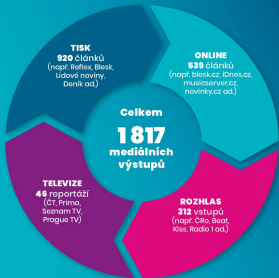 TISK
920 článků
(např. Reflex, Blesk,
Lidové noviny,
Deník ad.)
ONLINE
539 článků
(např. blesk.cz, iDnes.cz,
musicserver.cz,
novinky.cz ad.)
Celkem
1 817
mediálních
výstupů
TELEVIZE
46 reportáží
(ČT, Prima,
Seznam TV,
Prague TV)
ROZHLAS
312 vstupů
(např. ČRo, Beat,
Kiss, Radio 1 ad.)